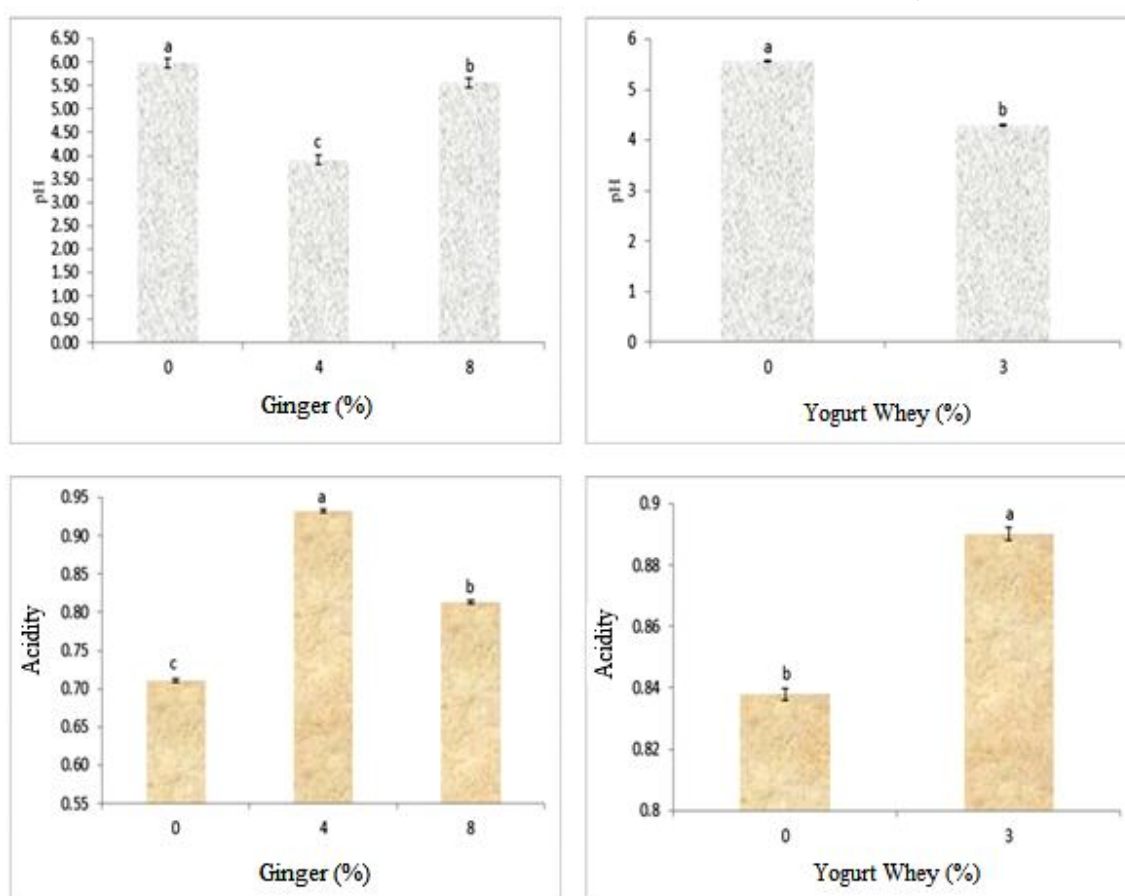 6.50
6.00
5.50
5.00
4.50
4.00
3.50
3.00
2.50
2.00
1.50
1.00
0.50
0.00
pH
a
c
b
0 4 8
Ginger (%)
6
5
4
3
2
1
0
pH
a
b
0 3
Yogurt Whey (%)
0.95
0.90
0.85
0.80
0.75
0.70
0.65
0.60
0.55
Acidity
c
a
b
0 4 8
Ginger (%)
0.9
0.88
0.86
0.84
0.82
0.8
Acidity
b
a
0 3
Yogurt Whey (%)